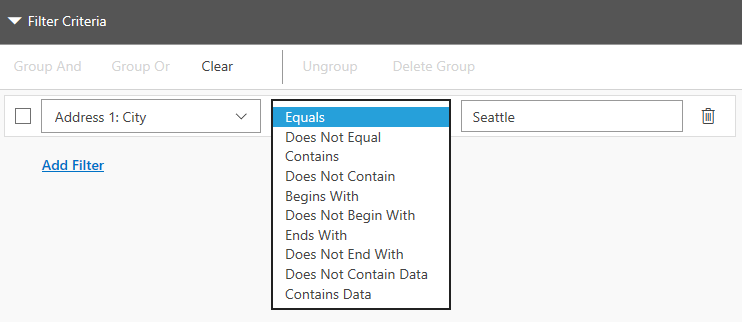 Filter Criteria
Group And Group Or Clear Ungroup Delete Group
Address 1: City Equals Seattle
Does Not Equal
Contains
Does Not Contain
Begins With
Does Not Begin With
Ends With
Does Not End With
Does Not Contain Data
Contains Data
Add Filter